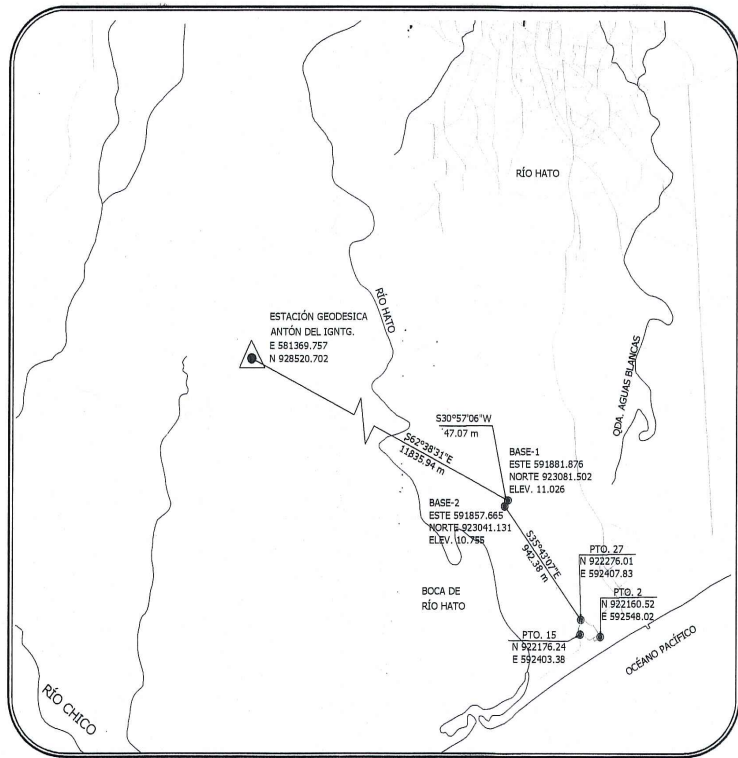 RÍO HATO
RÍO HATO
QDA. AGUAS BLANCAS
ESTACIÓN GEODESICA
ANTÓN DEL IGNTG.
E 581369.757
N 928520.702
S30°57'06"W
47.07 m
S62°38'31"E
11835.94 m
BASE-1
ESTE 591881.876
NORTE 923081.502
ELEV. 11.026
BASE-2
ESTE 591857.665
NORTE 923041.131
ELEV. 10.755
S35°43'07"E
942.38 m
PTO. 27
N 922276.01
E 592407.83
PTO. 2
N 922160.52
E 592548.02
BOCA DE
RÍO HATO
PTO. 15
N 922176.24
E 592403.38
OCÉANO PACÍFICO
RÍO CHICO